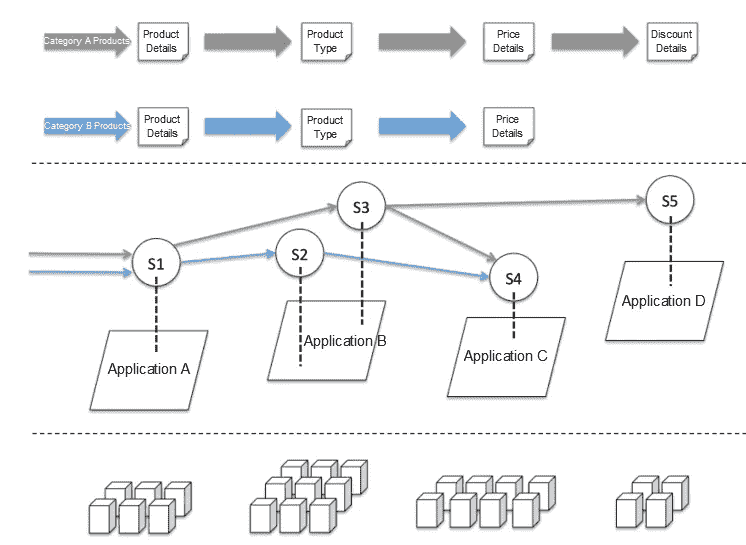 Category A Products
Product
Details
Product
Type
Price
Details
Discount
Details
Category B Products
Product
Details
Product
Type
Price
Details
S3
S5
S1
S2
S4
Application D
Application B
Application C
Application A